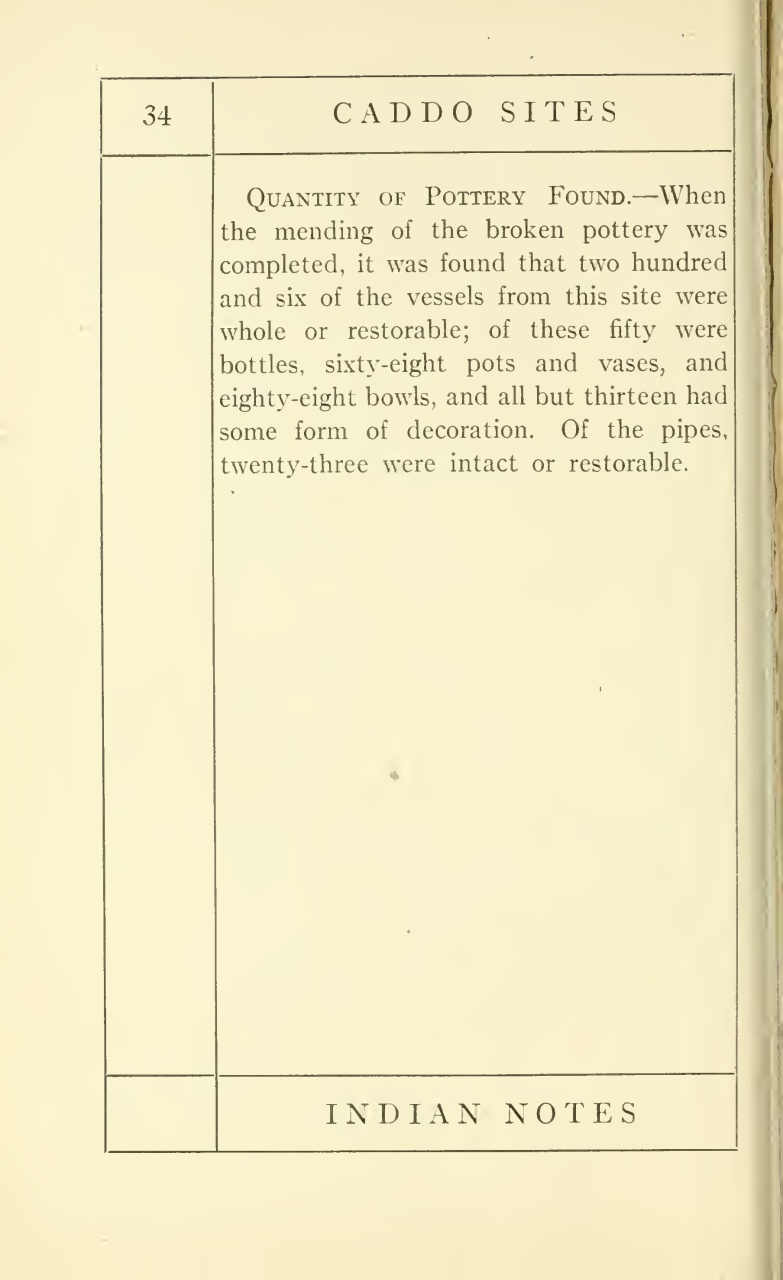 34
CADDO SITES
QUANTITY OF POTTERY FOUND.—When
the mending of the broken pottery was
completed, it was found that two hundred
and six of the vessels from this site were
whole or restorable; of these fifty were
bottles, sixty-eight pots and vases, and
eighty-eight bowls, and all but thirteen had
some form of decoration. Of the pipes,
twenty-three were intact or restorable.
INDIAN NOTES